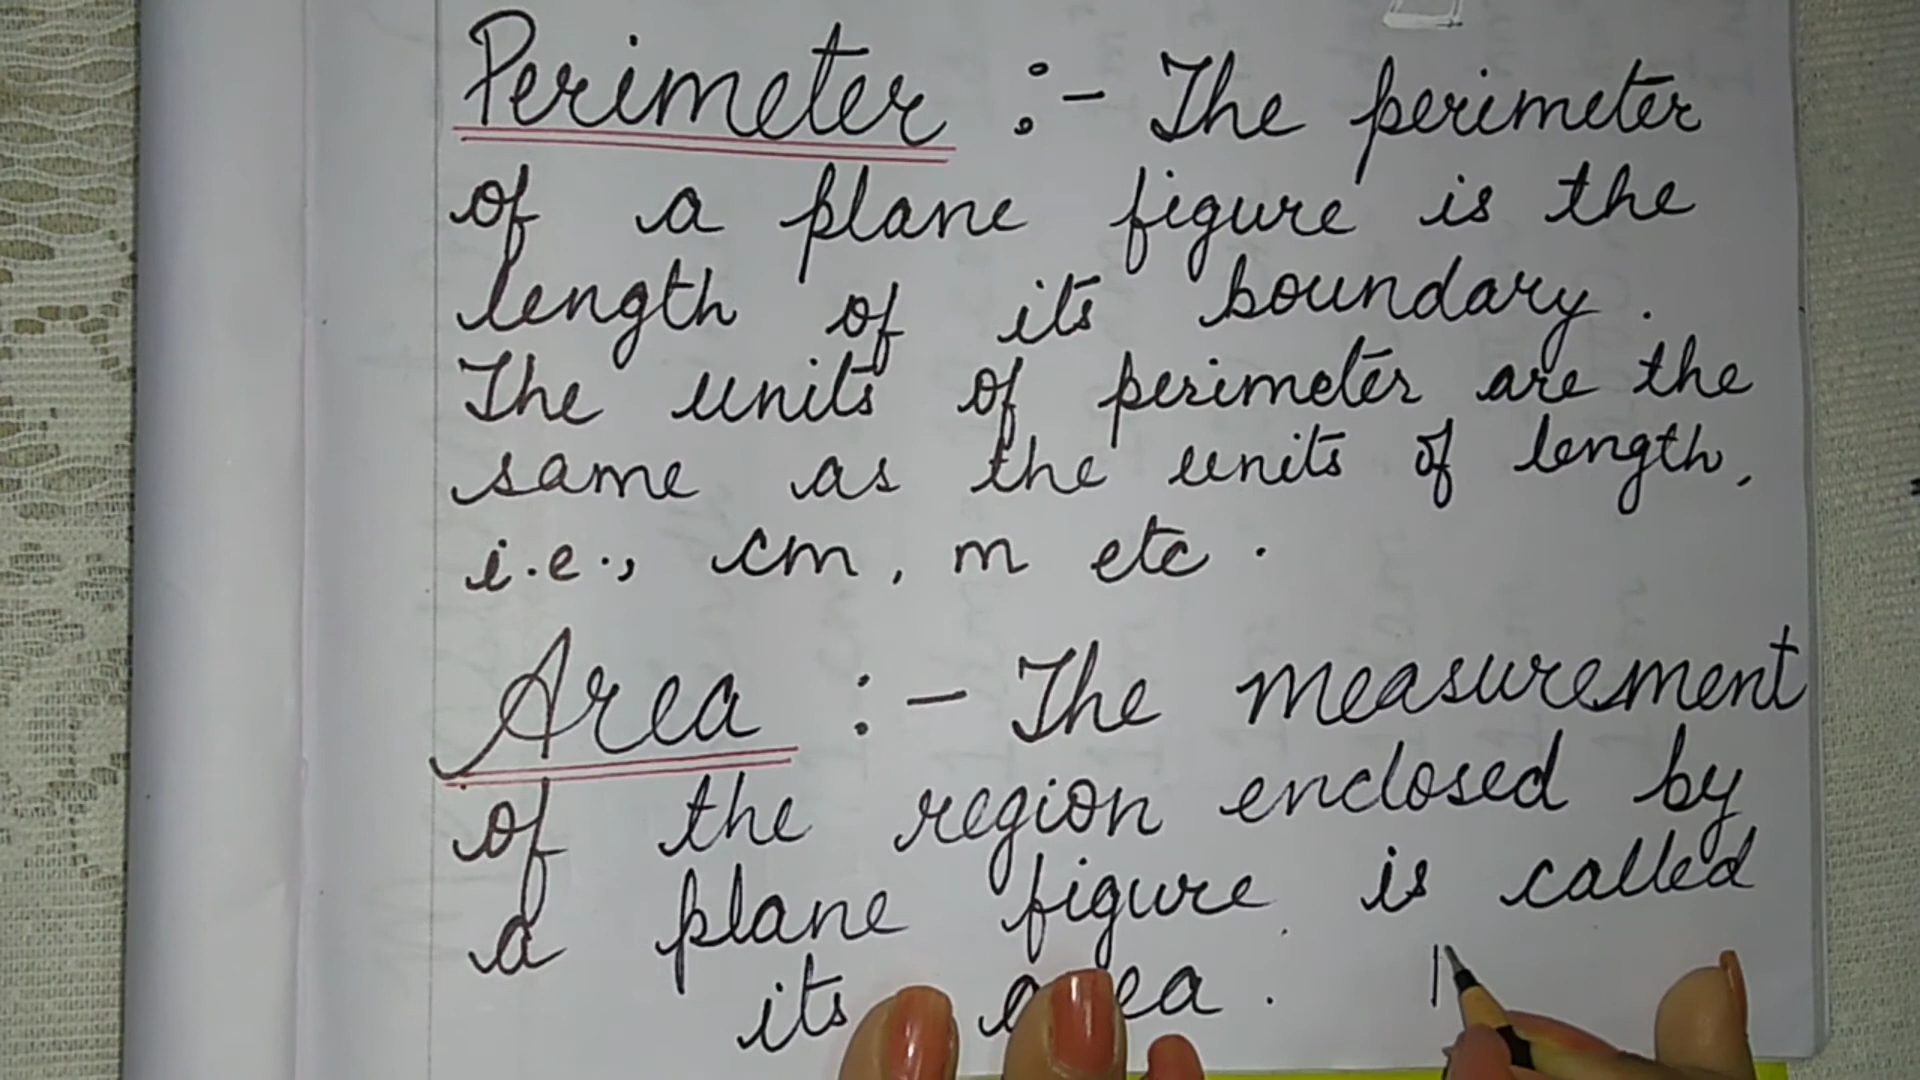 Perimeter :- The perimeter
of a plane figure is the
length of its boundary.
The units of perimeter are the
same as the units of length,
i.e., cm, m etc.
Area :- The measurement
of the region enclosed by
a plane figure is called
its area.